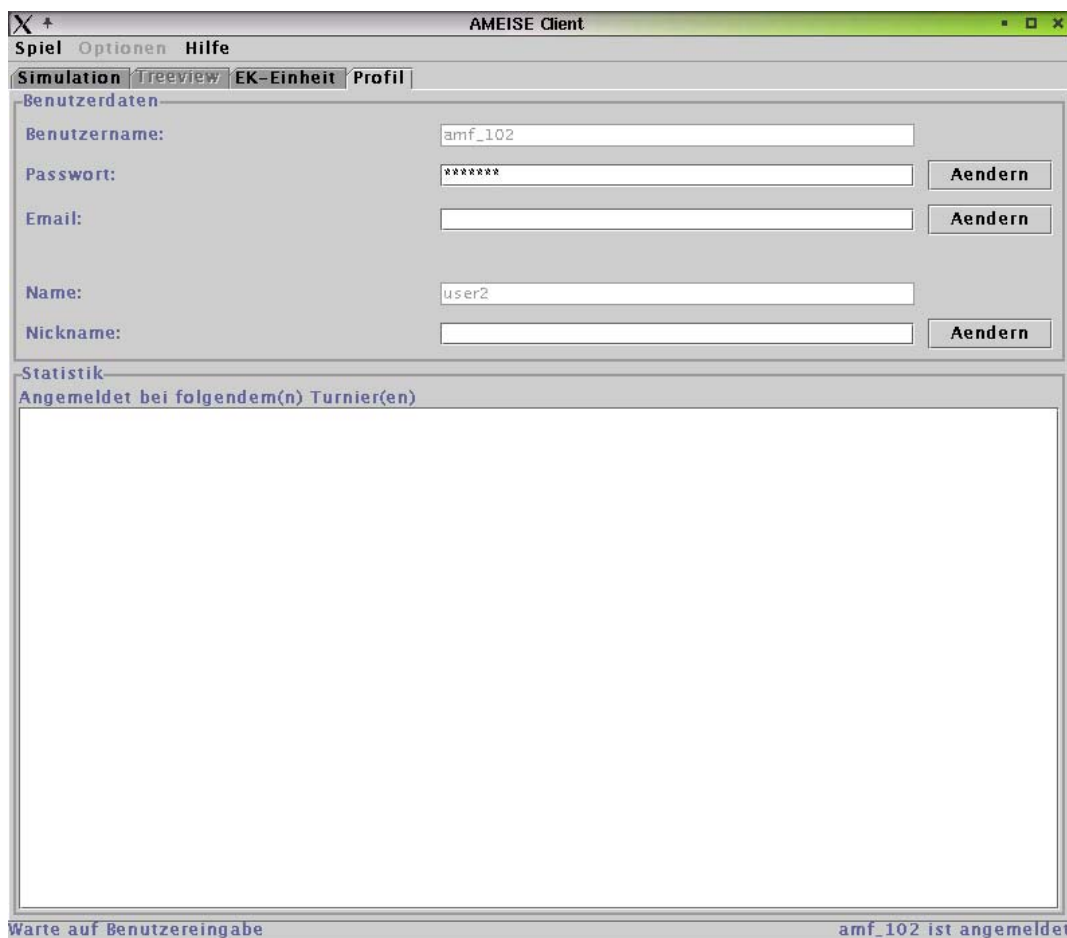 AMEISE Client
Spiel Optionen Hilfe
Simulation Treeview EK-Einheit Profil
Benutzerdaten
Benutzername: amf_102
Passwort: ******* Aendern
Email: Aendern
Name: user2
Nickname: Aendern
Statistik
Angemeldet bei folgendem(n) Turnier(en)
Warte auf Benutzereingabe amf_102 ist angemeldet